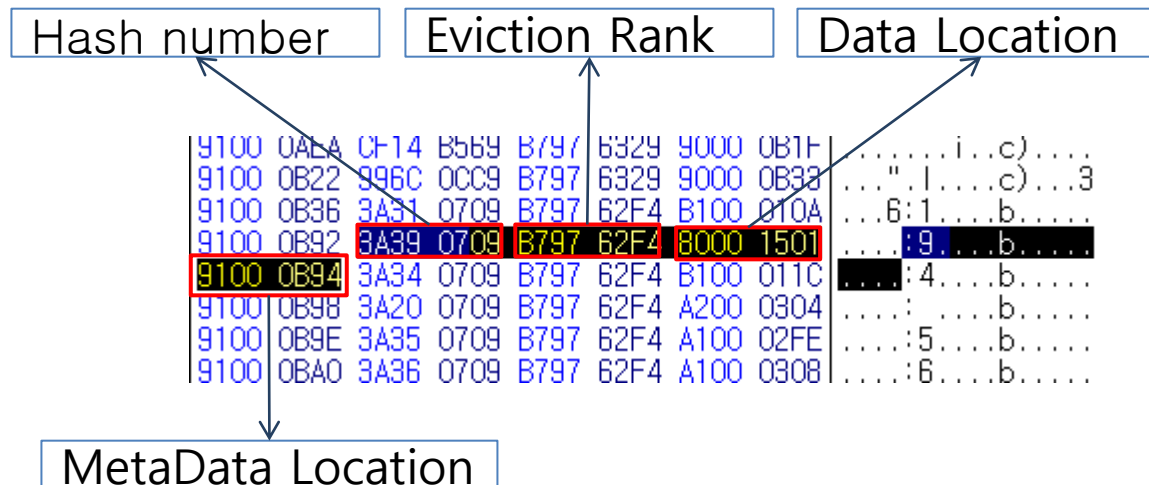 Hash number
Eviction Rank
Data Location
9100 0AEA CF14 B569 B797 6329 9000 0B1F .......i..c)....
9100 0B22 996C 0CC9 B797 6329 9000 0B33 ...".l....c)...3
9100 0B36 3A31 0709 B797 62F4 B100 010A ...6:1....b.....
9100 0B92 3A39 0709 B797 62F4 8000 1501 ....:9....b.....
9100 0B94 3A34 0709 B797 62F4 B100 011C ....:4....b.....
9100 0B98 3A20 0709 B797 62F4 A200 0304 ....: ....b.....
9100 0B9E 3A35 0709 B797 62F4 A100 02FE ....:5....b.....
9100 0BA0 3A36 0709 B797 62F4 A100 0308 ....:6....b.....
MetaData Location